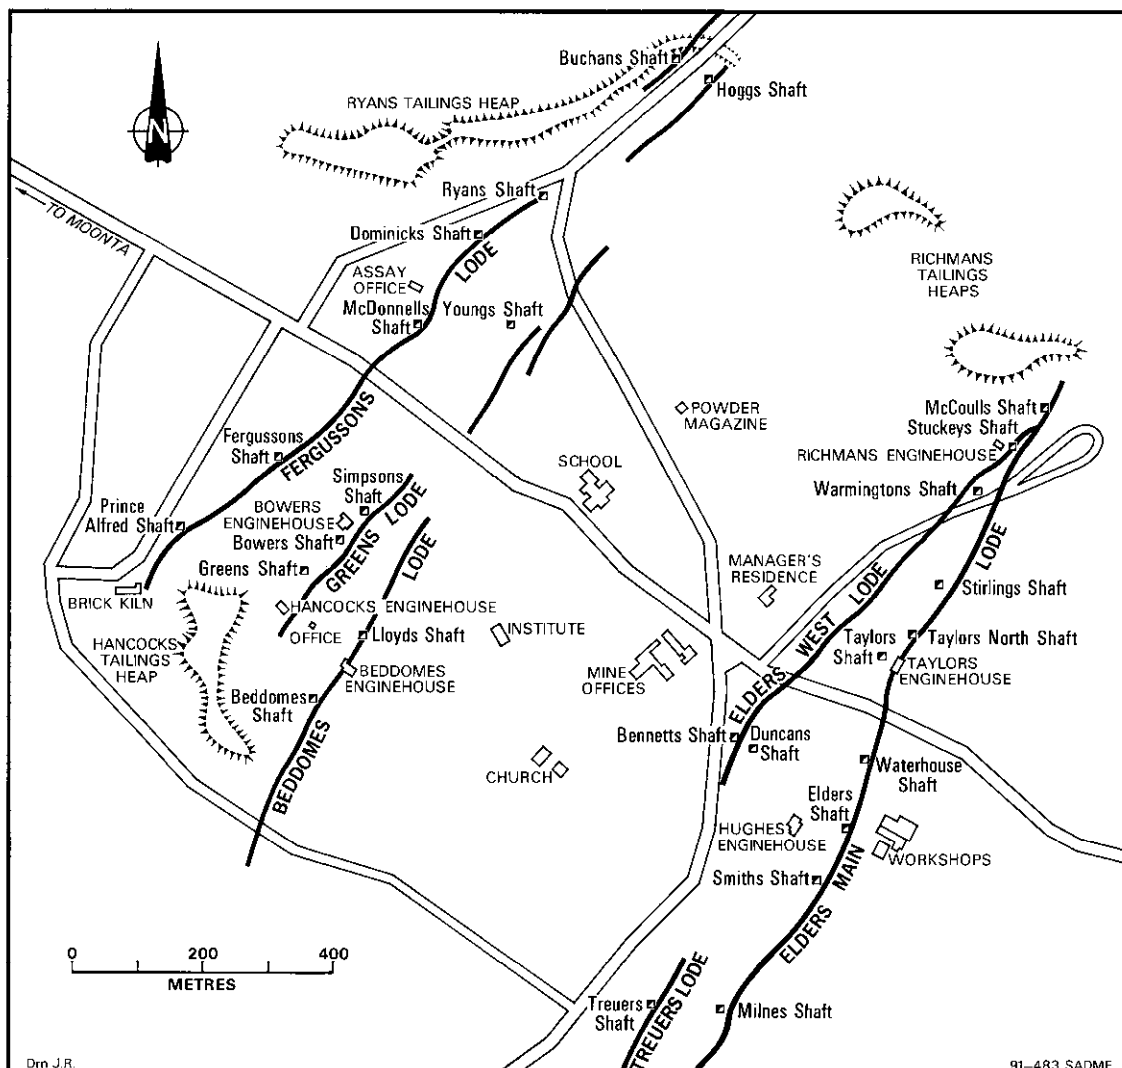 Buchans Shaft
Hoggs Shaft
RYANS TAILINGS HEAP
N
Ryans Shaft
TO MOONTA
Dominicks Shaft
LODE
ASSAY
OFFICE
RICHMANS
TAILINGS
HEAPS
McDonnells
Shaft
Youngs Shaft
POWDER
MAGAZINE
McCoulls Shaft
Stuckeys Shaft
RICHMANS ENGINEHOUSE
Warmingtons Shaft
FERGUSSONS
Fergussons
Shaft
SCHOOL
Simpsons
Shaft
Prince
Alfred Shaft
BOWERS
ENGINEHOUSE
Bowers Shaft
GREENS LODE
LODE
Greens Shaft
BRICK KILN
HANCOCKS ENGINEHOUSE
OFFICE
Lloyds Shaft
INSTITUTE
MANAGER'S
RESIDENCE
LODE
Stirlings Shaft
HANCOCKS
TAILINGS
HEAP
BEDDOMES
ENGINEHOUSE
MINE
OFFICES
ELDERS WEST LODE
Taylors
Shaft
Taylors North Shaft
TAYLORS
ENGINEHOUSE
Beddomes
Shaft
BEDDOMES
Bennetts Shaft
Duncans
Shaft
CHURCH
Waterhouse
Shaft
Elders
Shaft
HUGHES
ENGINEHOUSE
WORKSHOPS
Smiths Shaft
ELDERS MAIN
0 200 400
METRES
Treuers
Shaft
TREUERS LODE
Milnes Shaft
Drn J.R.
91–483 SADME